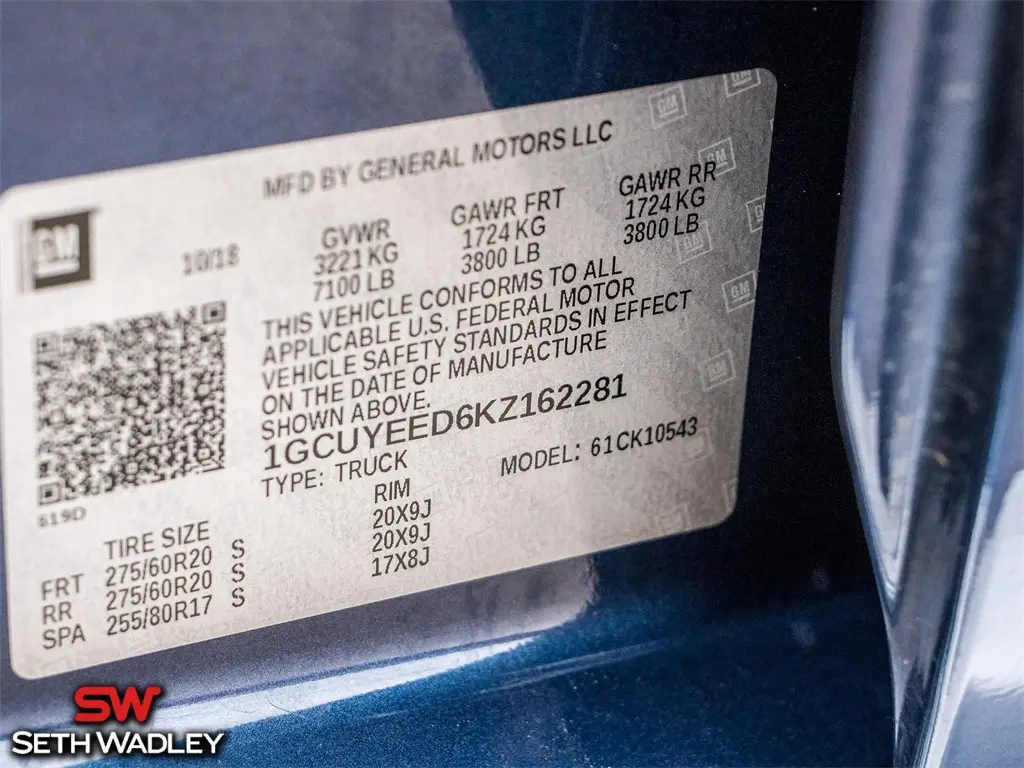 MFD BY GENERAL MOTORS LLC
GM
10/18
GVWR
3221 KG
7100 LB
GAWR FRT
1724 KG
3800 LB
GAWR RR
1724 KG
3800 LB
THIS VEHICLE CONFORMS TO ALL
APPLICABLE U.S. FEDERAL MOTOR
VEHICLE SAFETY STANDARDS IN EFFECT
ON THE DATE OF MANUFACTURE
SHOWN ABOVE.
1GCUYEED6KZ162281
TYPE: TRUCK MODEL: 61CK10543
619D
TIRE SIZE RIM
FRT 275/60R20 S 20X9J
RR 275/60R20 S 20X9J
SPA 255/80R17 S 17X8J
SW
SETH WADLEY